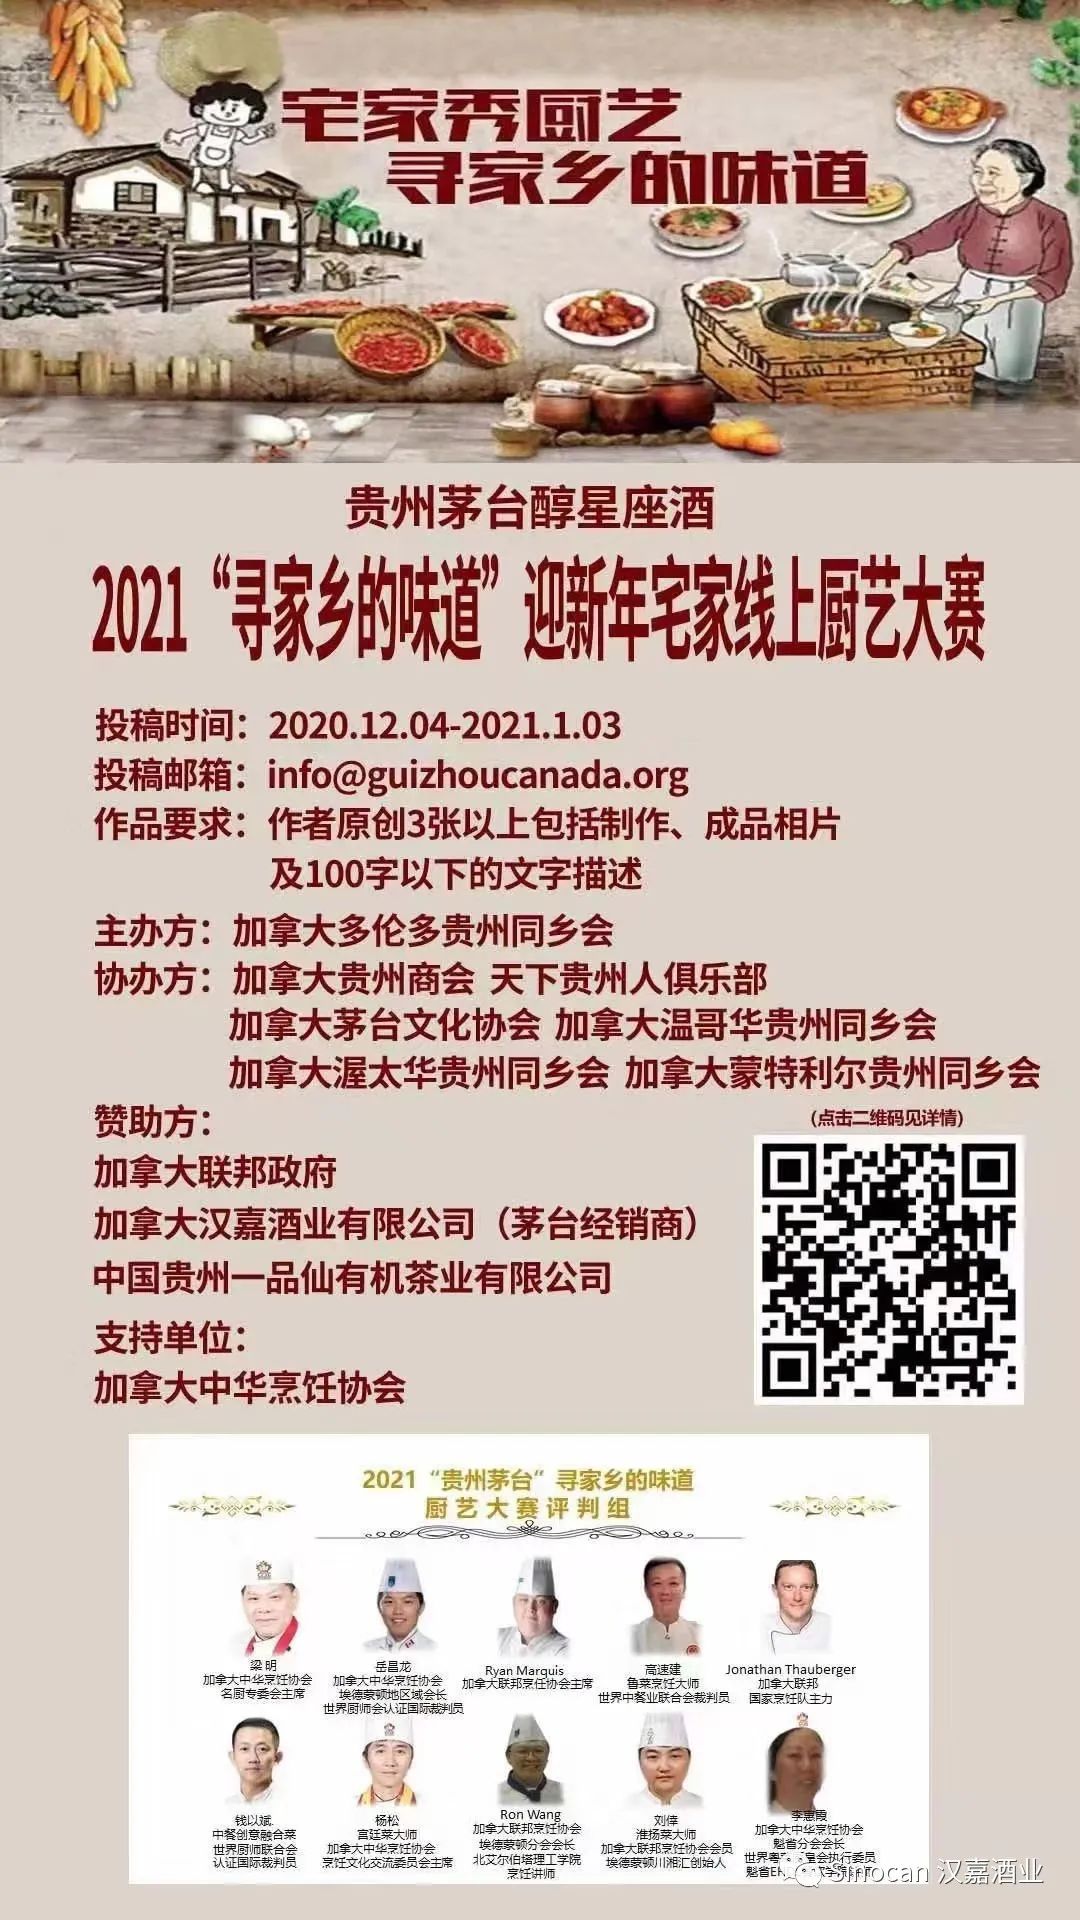 宅家秀厨艺
寻家乡的味道
贵州茅台醇星座酒
2021“寻家乡的味道”迎新年宅家线上厨艺大赛
投稿时间：2020.12.04-2021.1.03
投稿邮箱：info@guizhoucanada.org
作品要求：作者原创3张以上包括制作、成品相片
及100字以下的文字描述
主办方：加拿大多伦多贵州同乡会
协办方：加拿大贵州商会 天下贵州人俱乐部
加拿大茅台文化协会 加拿大温哥华贵州同乡会
加拿大渥太华贵州同乡会 加拿大蒙特利尔贵州同乡会
赞助方：
加拿大联邦政府
加拿大汉嘉酒业有限公司（茅台经销商）
中国贵州一品仙有机茶业有限公司
支持单位：
加拿大中华烹饪协会
(点击二维码见详情)
2021“贵州茅台”寻家乡的味道
厨艺大赛评判组
梁明
加拿大中华烹饪协会
名厨专委会主席
岳昌龙
加拿大中华烹饪协会
埃德蒙顿地区域会长
世界厨师会认证国际裁判员
Ryan Marquis
加拿大联邦烹任协会主席
高速建
鲁菜烹饪大师
世界中餐业联合会裁判员
Jonathan Thauberger
加拿大联邦
国家烹饪队主力
钱以斌
中餐创意融合菜
世界厨师联合会
认证国际裁判员
杨松
宫廷菜大师
加拿大中华烹饪协会
烹饪文化交流委员会主席
Ron Wang
加拿大联邦烹饪协会
埃德蒙顿分会会长
北艾尔伯塔理工学院
烹饪讲师
刘倖
淮扬菜大师
加拿大联邦烹饪协会会员
埃德蒙顿川湘汇创始人
李惠霞
加拿大中华烹饪协会
魁省分会会长
世界粤 会执行委员
魁省
Sinocan 汉嘉酒业